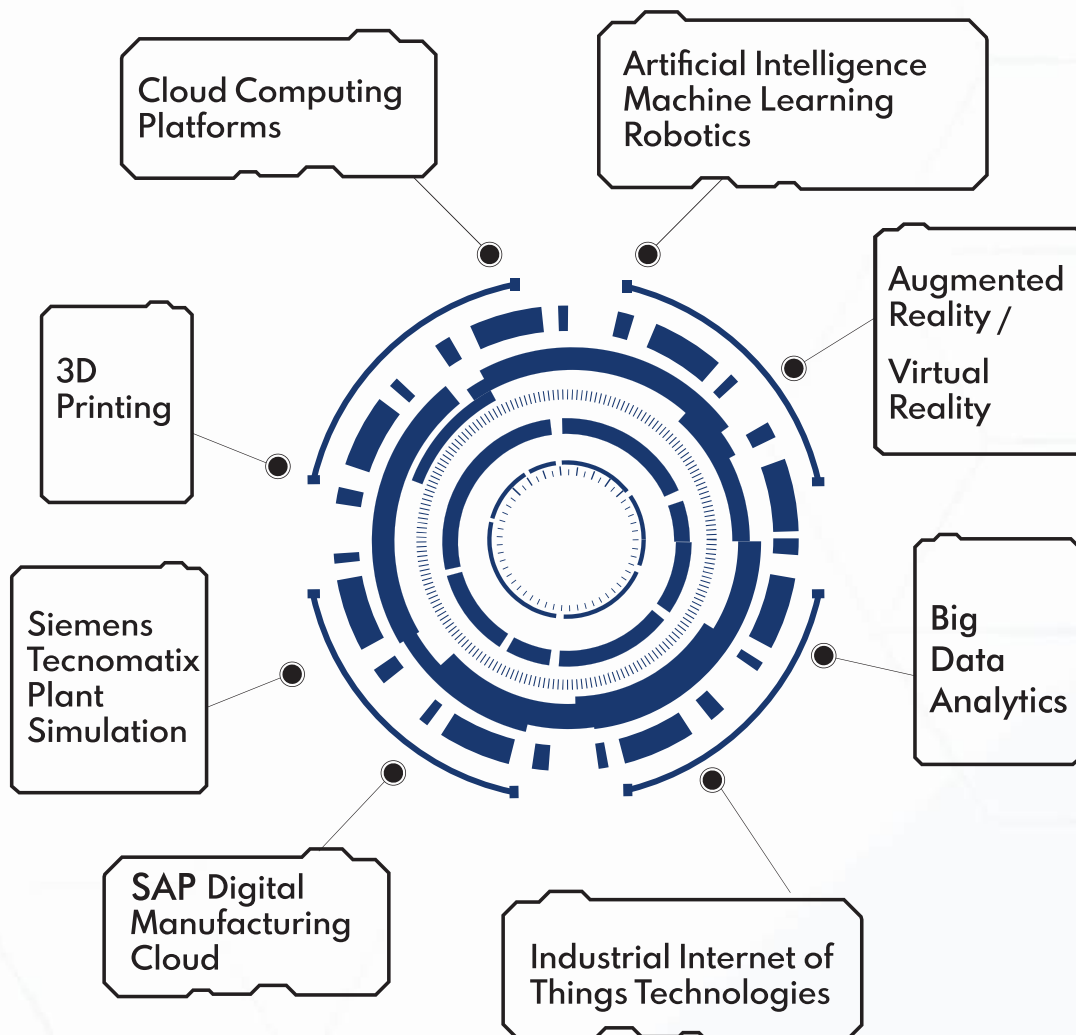 Cloud Computing
Platforms
Artificial Intelligence
Machine Learning
Robotics
Augmented
Reality /
Virtual
Reality
3D
Printing
Siemens
Tecnomatix
Plant
Simulation
Big
Data
Analytics
SAP Digital
Manufacturing
Cloud
Industrial Internet of
Things Technologies